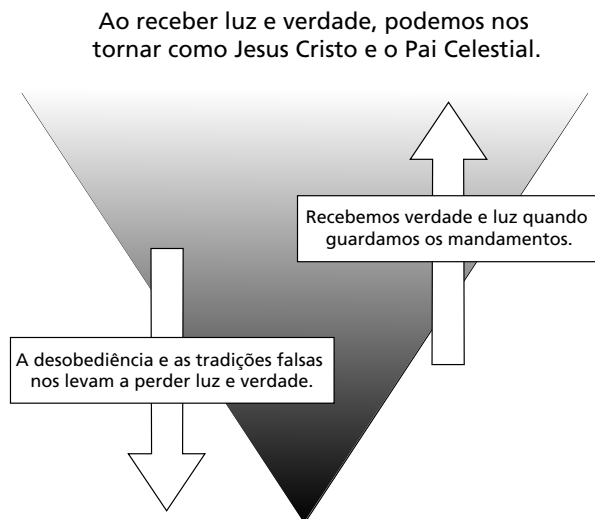 Ao receber luz e verdade, podemos nos
tornar como Jesus Cristo e o Pai Celestial.
Recebemos verdade e luz quando
guardamos os mandamentos.
A desobediência e as tradições falsas
nos levam a perder luz e verdade.